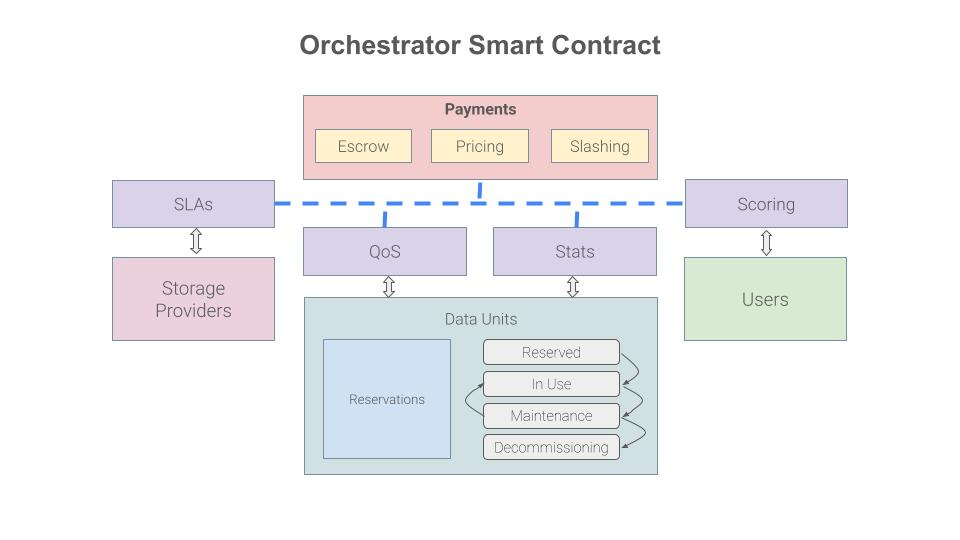 Orchestrator Smart Contract
Payments
Escrow
Pricing
Slashing
SLAs
Scoring
QoS
Stats
Storage
Providers
Users
Data Units
Reservations
Reserved
In Use
Maintenance
Decommissioning